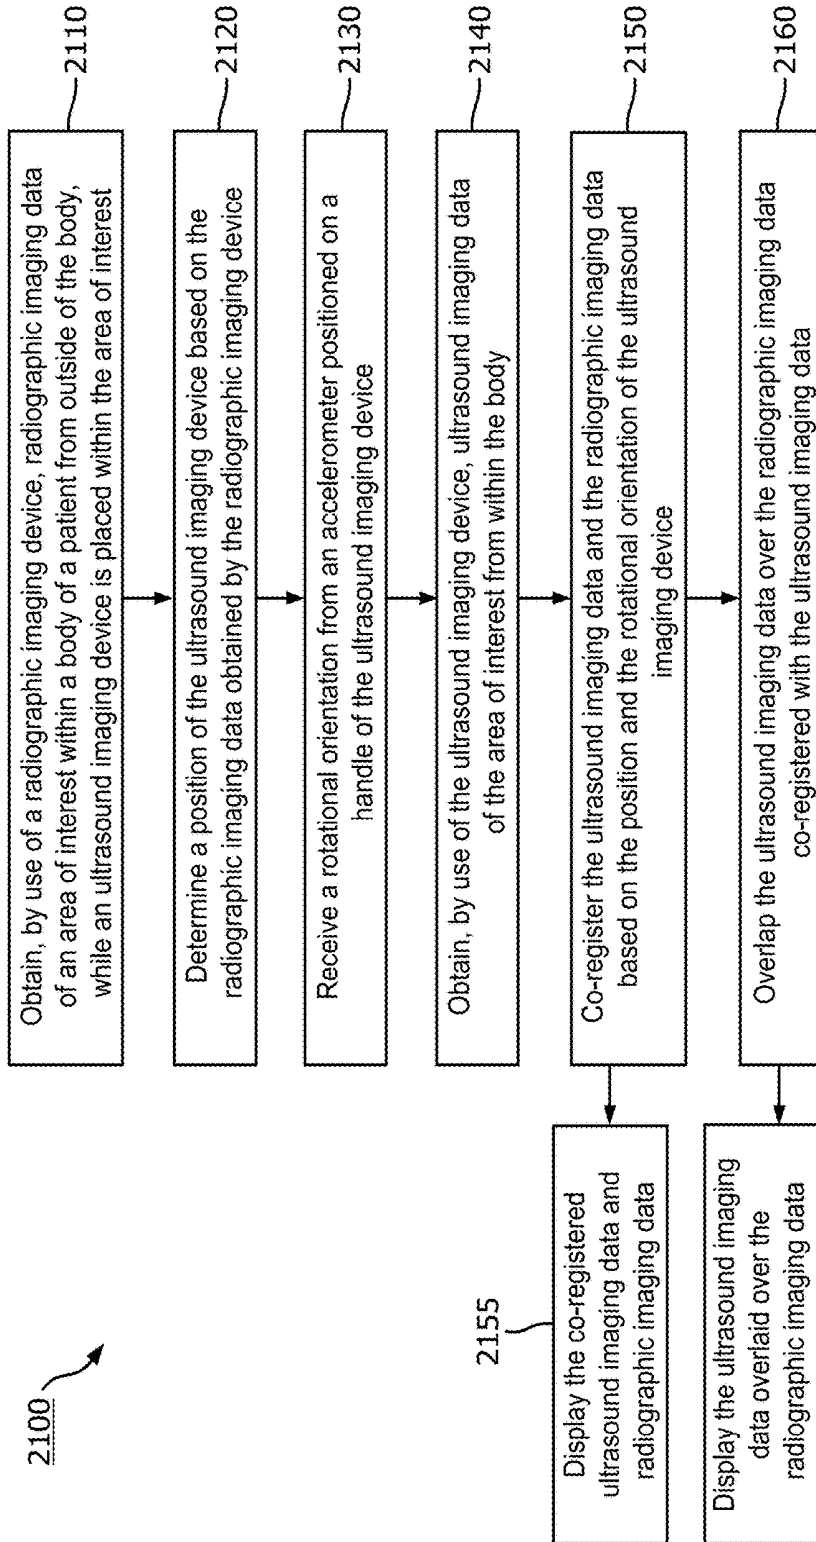 2100
Obtain, by use of a radiographic imaging device, radiographic imaging data
of an area of interest within a body of a patient from outside of the body,
while an ultrasound imaging device is placed within the area of interest
2110
Determine a position of the ultrasound imaging device based on the
radiographic imaging data obtained by the radiographic imaging device
2120
Receive a rotational orientation from an accelerometer positioned on a
handle of the ultrasound imaging device
2130
Obtain, by use of the ultrasound imaging device, ultrasound imaging data
of the area of interest from within the body
2140
Co-register the ultrasound imaging data and the radiographic imaging data
based on the position and the rotational orientation of the ultrasound
imaging device
2150
2155
Display the co-registered
ultrasound imaging data and
radiographic imaging data
Overlap the ultrasound imaging data over the radiographic imaging data
co-registered with the ultrasound imaging data
2160
Display the ultrasound imaging
data overlaid over the
radiographic imaging data